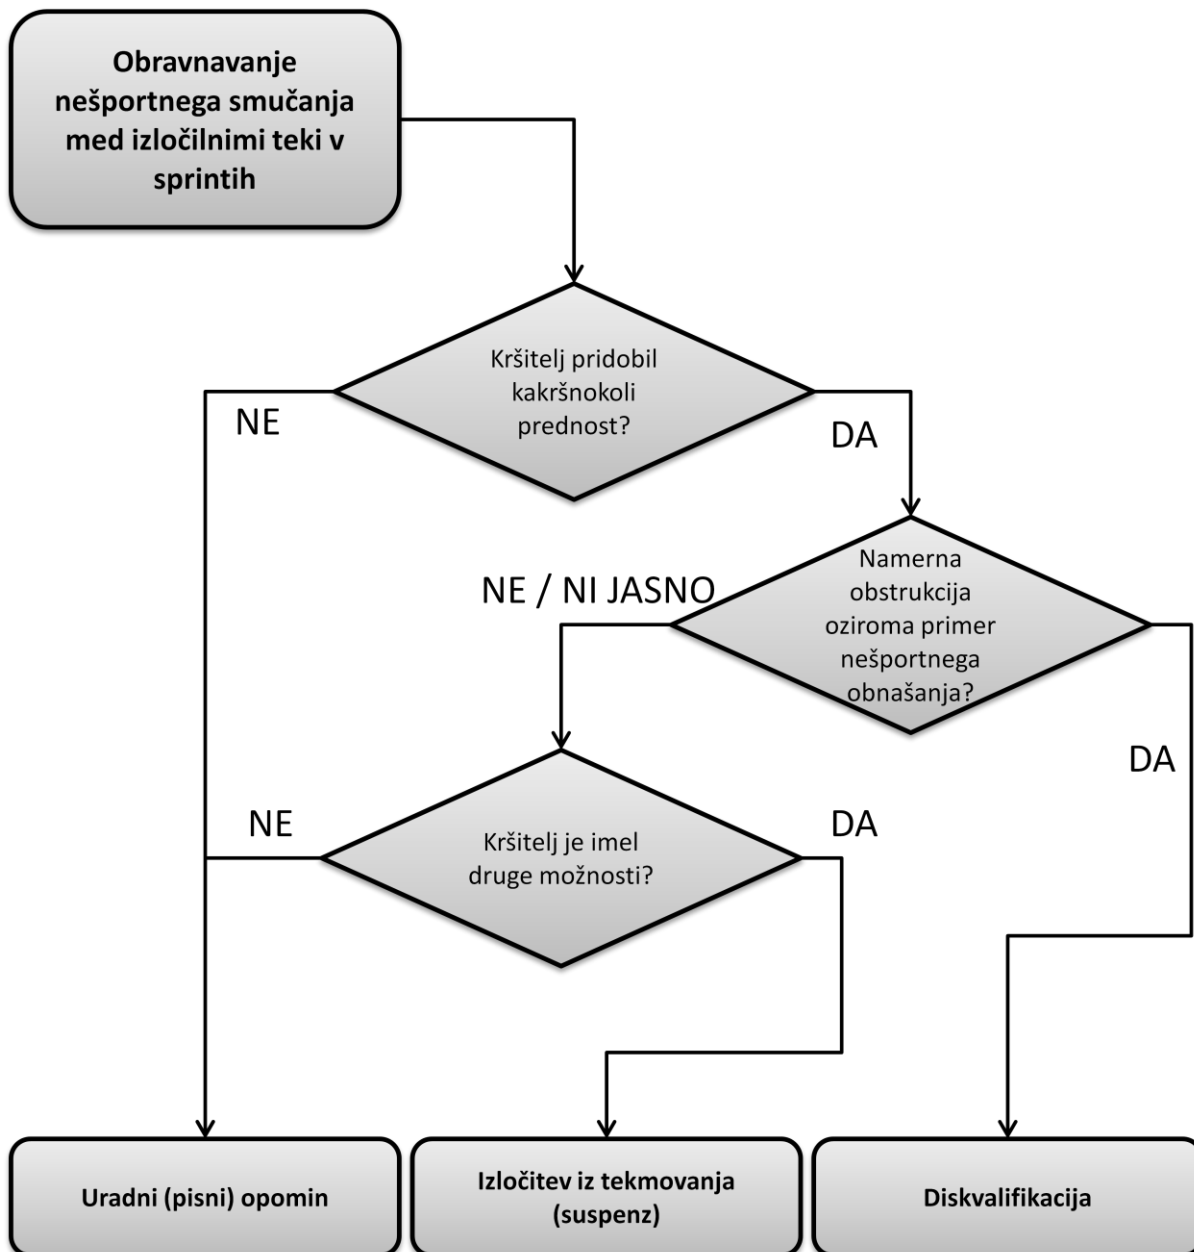 Obravnavanje
nešportnega smučanja
med izločilnimi teki v
sprintih
Kršitelj pridobil
kakršnokoli
prednost?
NE
DA
Namerna
obstrukcija
oziroma primer
nešportnega
obnašanja?
NE / NI JASNO
DA
Kršitelj je imel
druge možnosti?
NE
DA
Uradni (pisni) opomin
Izločitev iz tekmovanja
(suspenz)
Diskvalifikacija